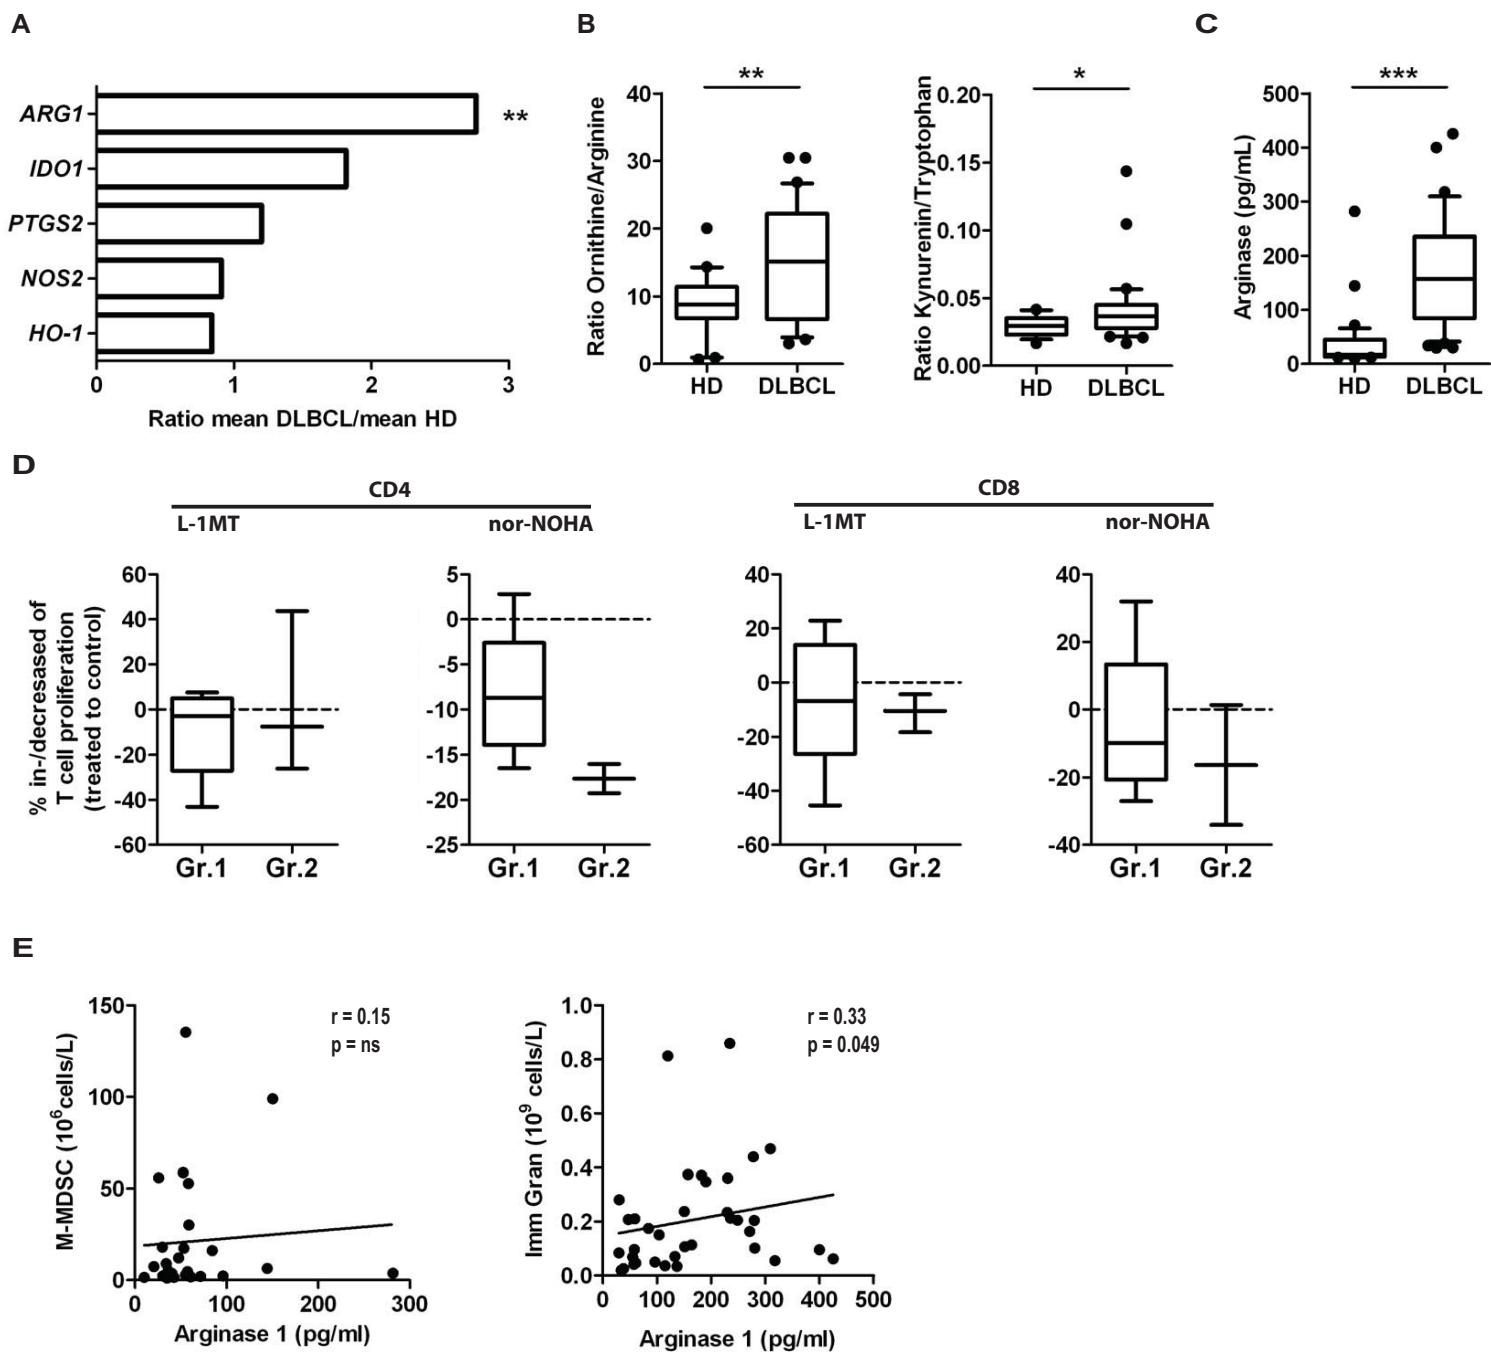 A
B
C
ARG1
IDO1
PTGS2
NOS2
HO-1
**
0
1
2
3
Ratio mean DLBCL/mean HD
Ratio Ornithine/Arginine
40
30
20
10
0
**
HD
DLBCL
Ratio Kynurenin/Tryptophan
0.20
0.15
0.10
0.05
0.00
*
HD
DLBCL
Arginase (pg/mL)
500
400
300
200
100
0
***
HD
DLBCL
D
CD4
L-1MT
nor-NOHA
CD8
L-1MT
nor-NOHA
% in-/decresased of
T cell proliferation
(treated to control)
60
40
20
0
-20
-40
-60
Gr.1
Gr.2
5
0
-5
-10
-15
-20
-25
Gr.1
Gr.2
40
20
0
-20
-40
-60
Gr.1
Gr.2
40
20
0
-20
-40
Gr.1
Gr.2
E
M-MDSC (10⁶cells/L)
150
100
50
0
r = 0.15
p = ns
0
100
200
300
Arginase 1 (pg/ml)
Imm Gran (10⁹ cells/L)
1.0
0.8
0.6
0.4
0.2
0.0
r = 0.33
p = 0.049
0
100
200
300
400
500
Arginase 1 (pg/ml)